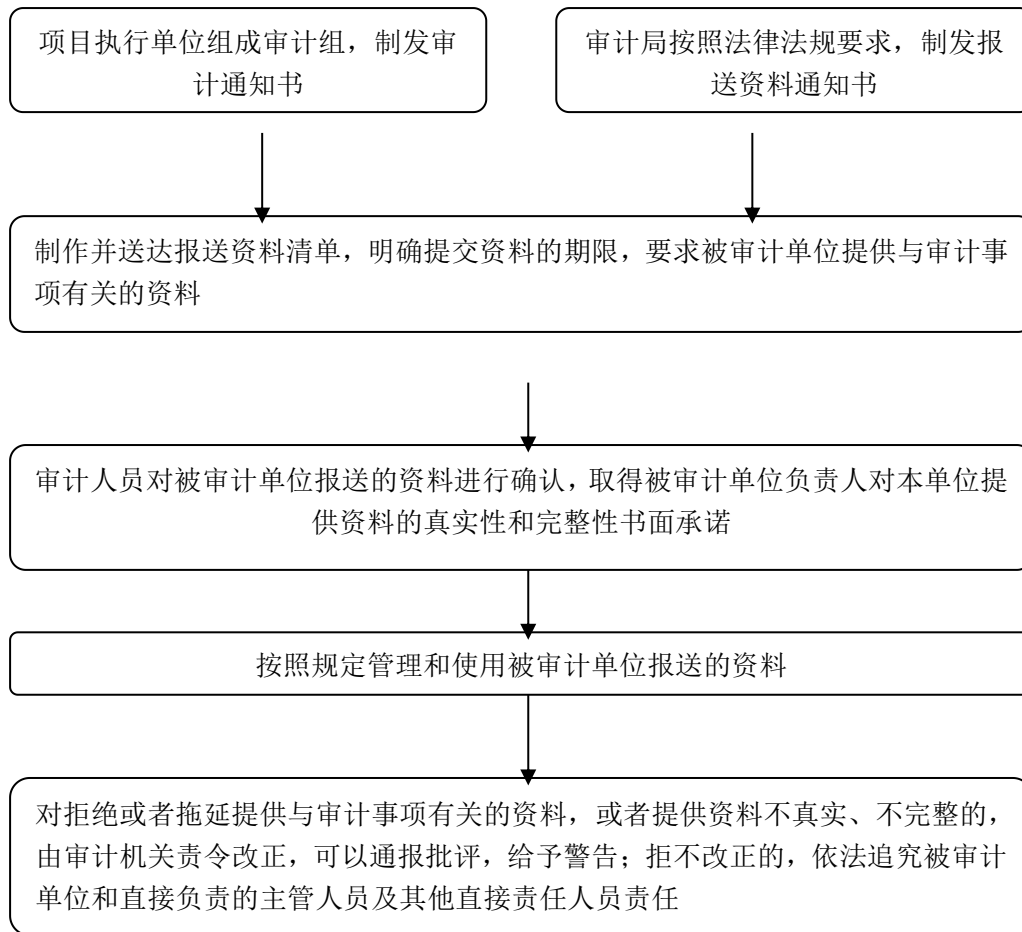 项目执行单位组成审计组，制发审
计通知书
审计局按照法律法规要求，制发报
送资料通知书
制作并送达报送资料清单，明确提交资料的期限，要求被审计单位提供与审计事
项有关的资料
审计人员对被审计单位报送的资料进行确认，取得被审计单位负责人对本单位提
供资料的真实性和完整性书面承诺
按照规定管理和使用被审计单位报送的资料
对拒绝或者拖延提供与审计事项有关的资料，或者提供资料不真实、不完整的，
由审计机关责令改正，可以通报批评，给予警告；拒不改正的，依法追究被审计
单位和直接负责的主管人员及其他直接责任人员责任